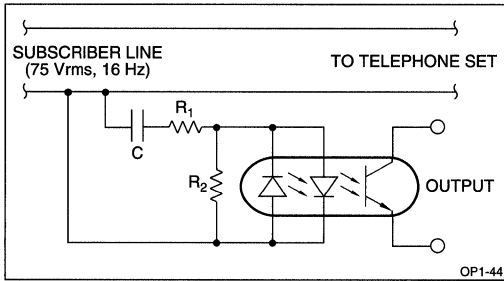 SUBSCRIBER LINE
(75 Vrms, 16 Hz)
TO TELEPHONE SET
R1
C
R2
OUTPUT
OP1-44